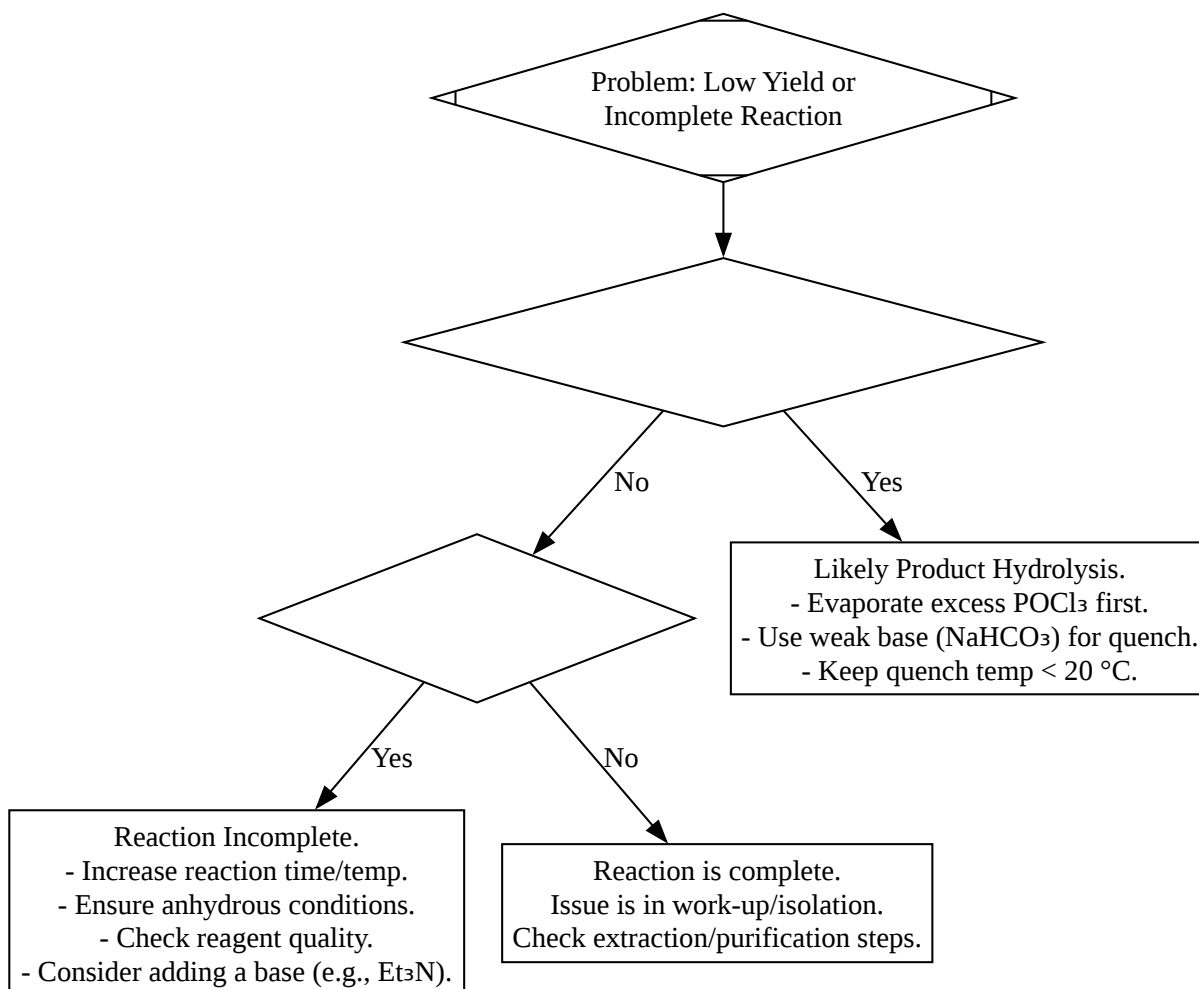 Problem: Low Yield or
Incomplete Reaction
No
Yes
Likely Product Hydrolysis.
- Evaporate excess POCl₃ first.
- Use weak base (NaHCO₃) for quench.
- Keep quench temp < 20 °C.
Yes
No
Reaction Incomplete.
- Increase reaction time/temp.
- Ensure anhydrous conditions.
- Check reagent quality.
- Consider adding a base (e.g., Et₃N).
Reaction is complete.
Issue is in work-up/isolation.
Check extraction/purification steps.